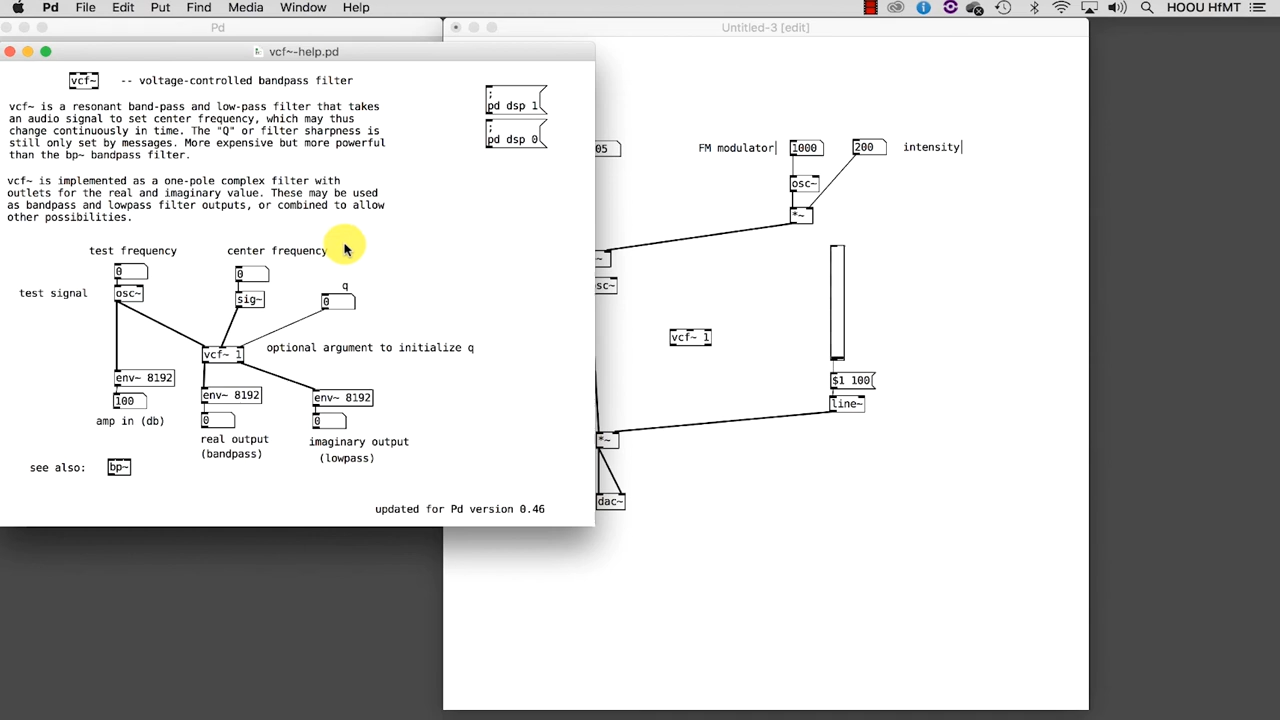 Pd File Edit Put Find Media Window Help HOOU HfMT
Pd
Untitled-3 [edit]
vcf~-help.pd
vcf~ -- voltage-controlled bandpass filter
vcf~ is a resonant band-pass and low-pass filter that takes
an audio signal to set center frequency, which may thus
change continuously in time. The "Q" or filter sharpness is
still only set by messages. More expensive but more powerful
than the bp~ bandpass filter.
;
pd dsp 1
;
pd dsp 0
vcf~ is implemented as a one-pole complex filter with
outlets for the real and imaginary value. These may be used
as bandpass and lowpass filter outputs, or combined to allow
other possibilities.
test frequency
center frequency
0
0
q
test signal
osc~
sig~
0
vcf~ 1
optional argument to initialize q
env~ 8192
env~ 8192
env~ 8192
100
0
0
amp in (db)
real output
(bandpass)
imaginary output
(lowpass)
see also:
bp~
updated for Pd version 0.46
05
FM modulator
1000
200
intensity
osc~
*~
~
sc~
vcf~ 1
$1 100
line~
*~
dac~